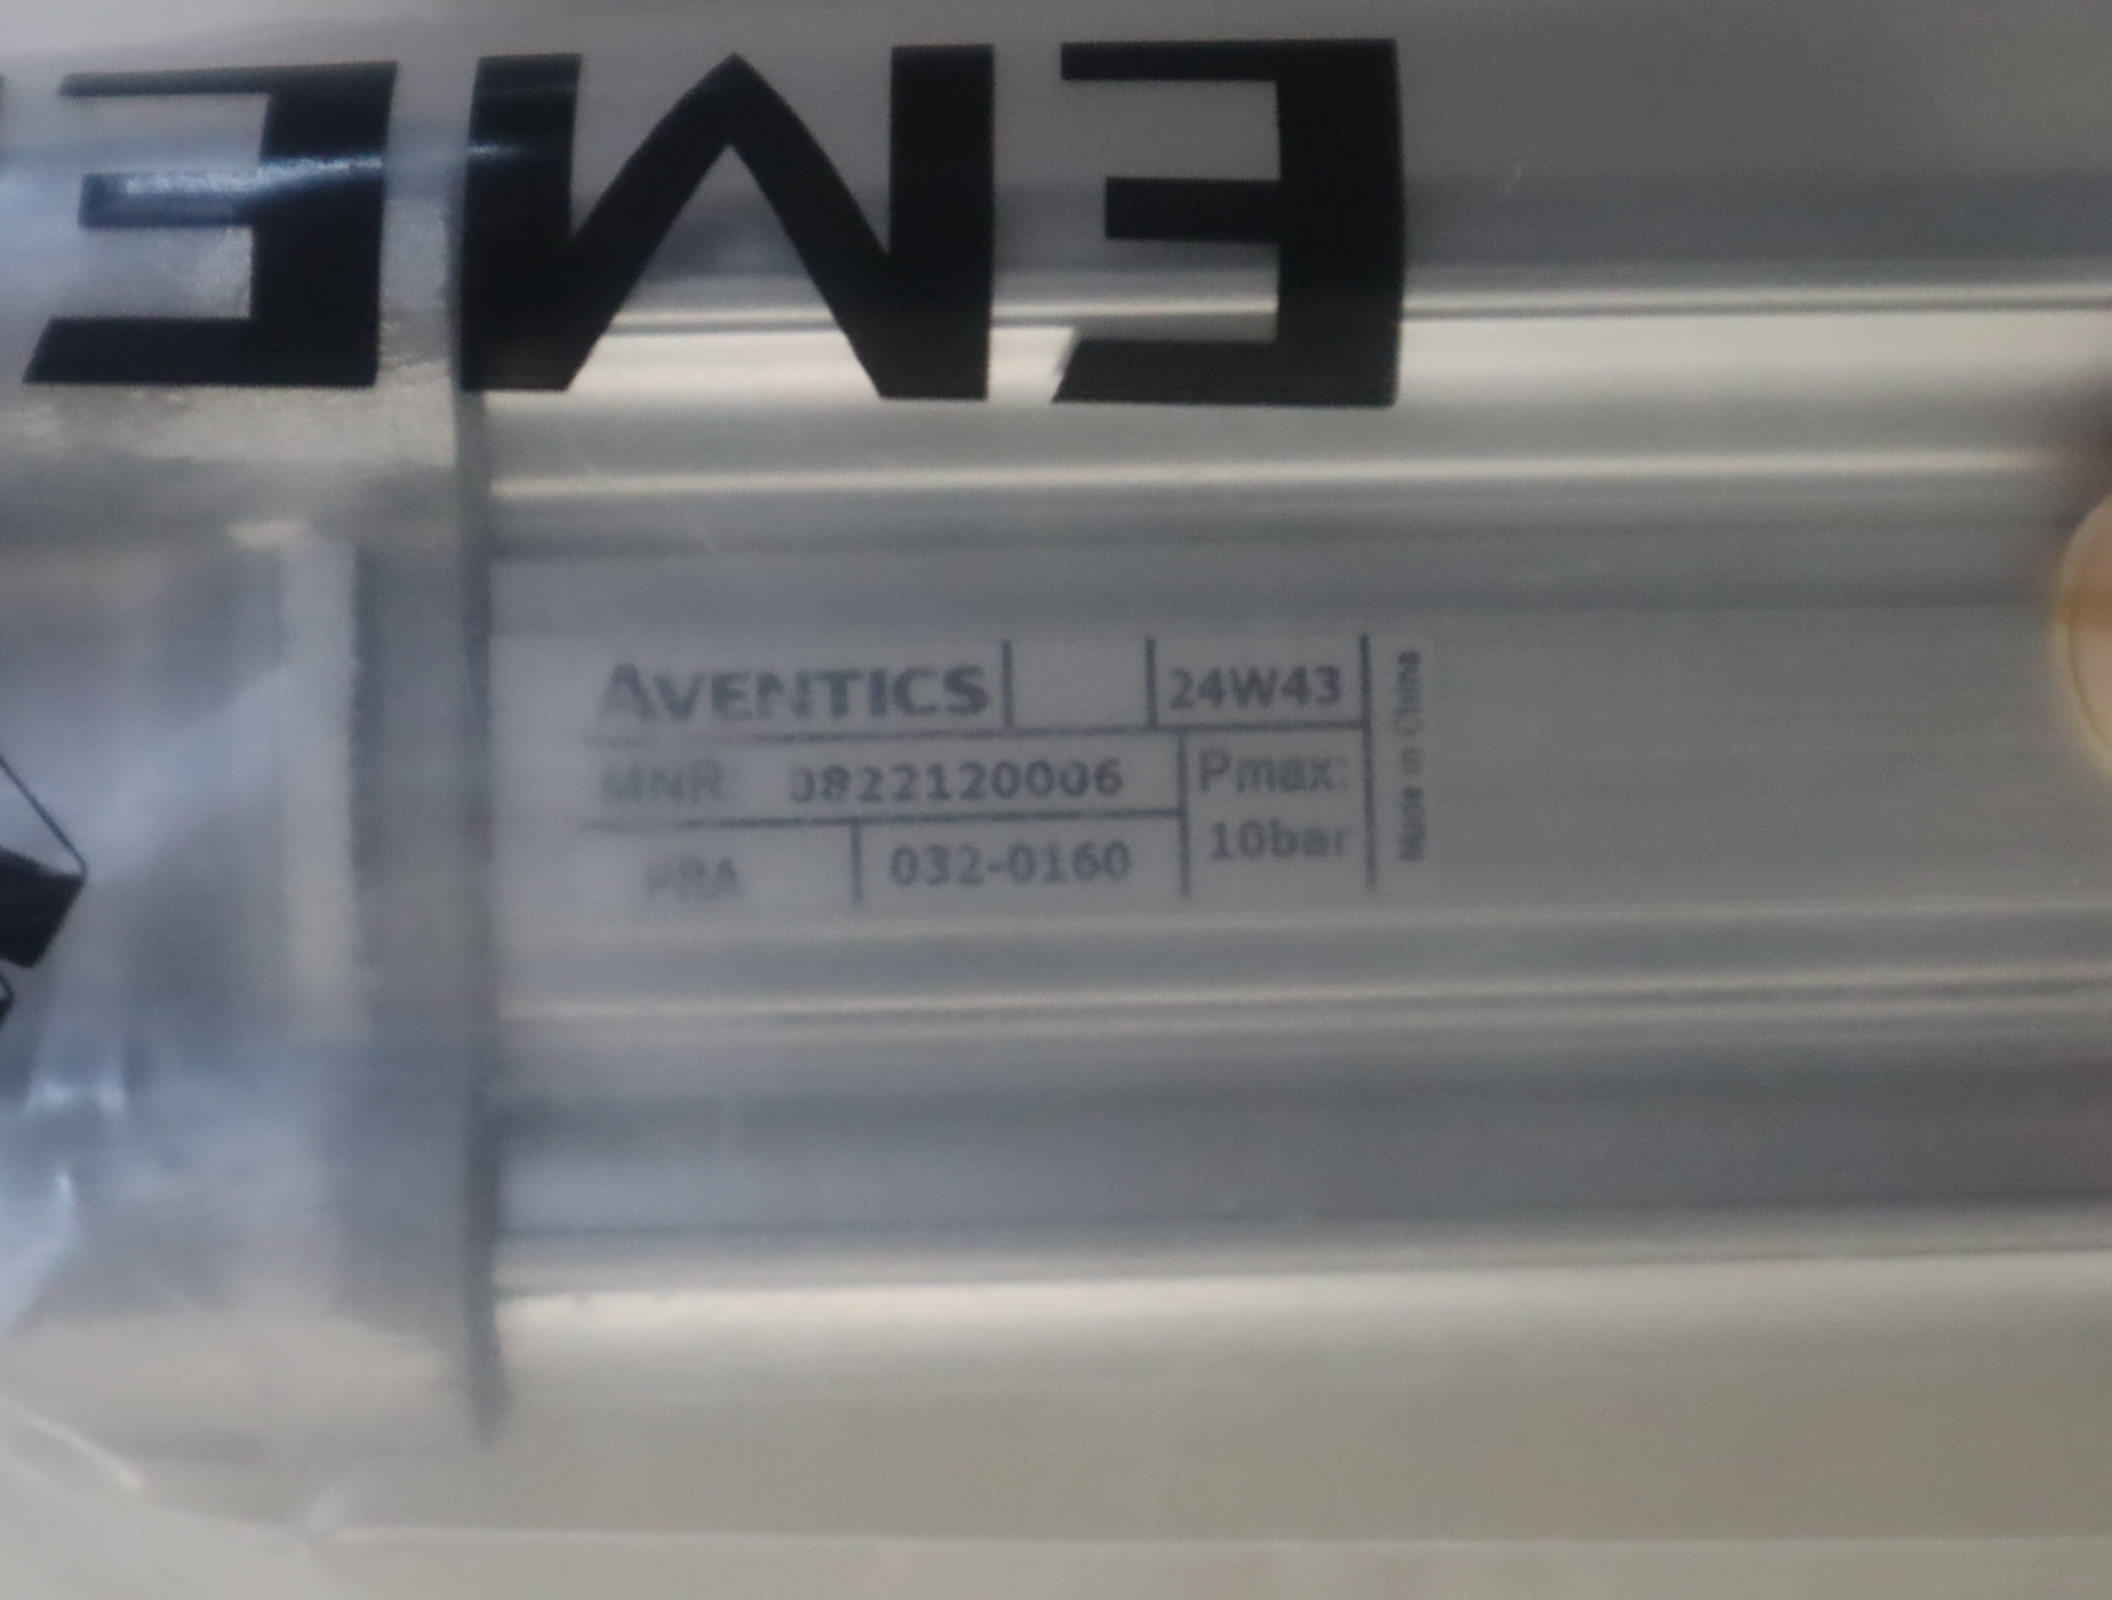 EME
AVENTICS 24W43
MNR: 0822120006 Pmax:
10bar
PRA 032-0160
Made in China